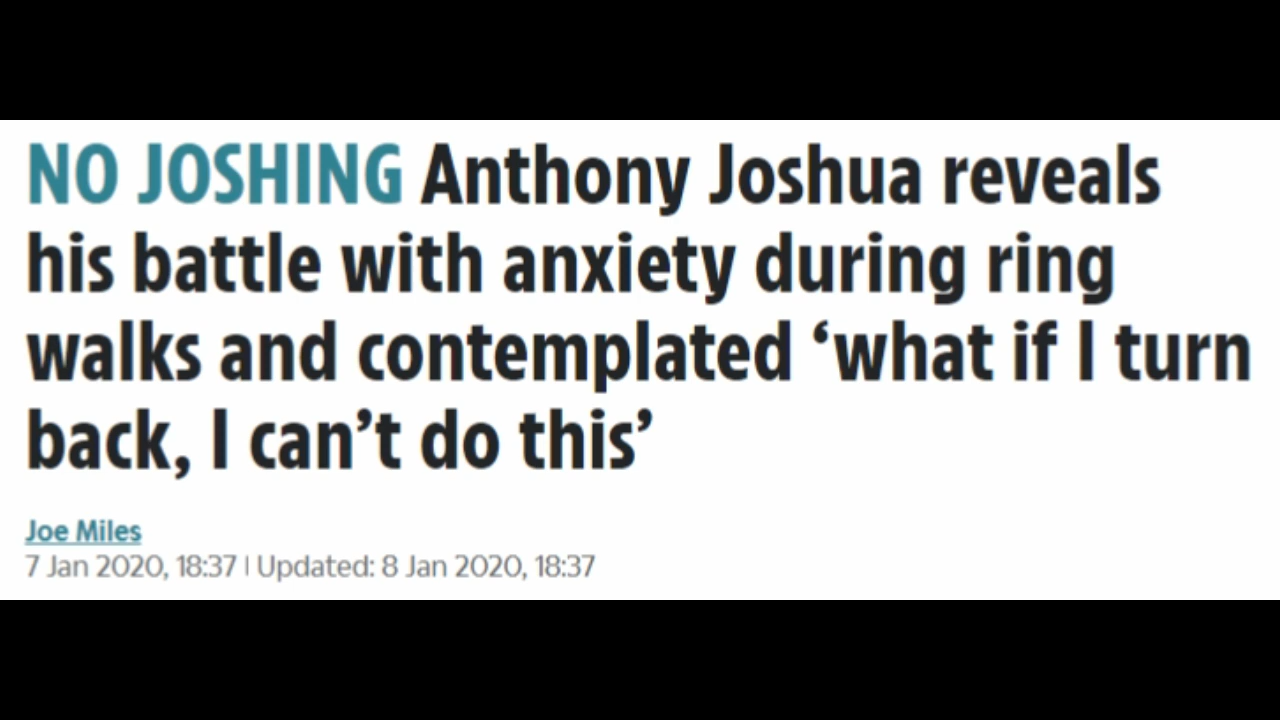 NO JOSHING Anthony Joshua reveals
his battle with anxiety during ring
walks and contemplated ‘what if I turn
back, I can’t do this’
Joe Miles
7 Jan 2020, 18:37 | Updated: 8 Jan 2020, 18:37